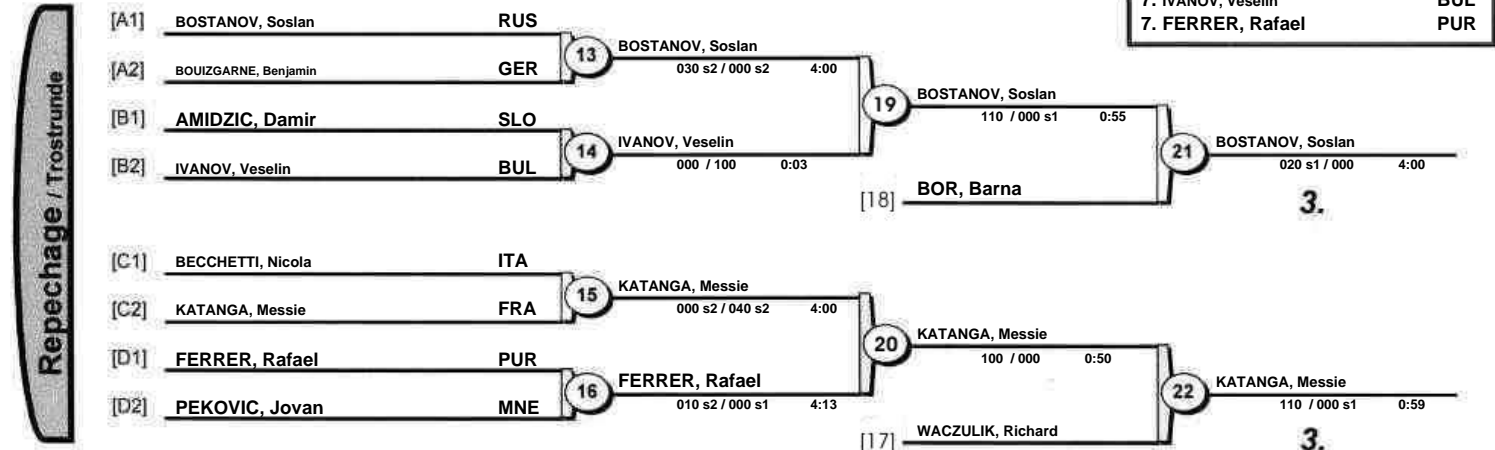 7. IVANOV, Veselin BUL
7. FERRER, Rafael PUR
Repechage / Trostrunde
[A1] BOSTANOV, Soslan RUS
13
BOSTANOV, Soslan
030 s2 / 000 s2 4:00
[A2] BOUIZGARNE, Benjamin GER
19
BOSTANOV, Soslan
110 / 000 s1 0:55
[B1] AMIDZIC, Damir SLO
14
IVANOV, Veselin
000 / 100 0:03
[B2] IVANOV, Veselin BUL
21
BOSTANOV, Soslan
020 s1 / 000 4:00
[18] BOR, Barna
3.
[C1] BECCHETTI, Nicola ITA
15
KATANGA, Messie
000 s2 / 040 s2 4:00
[C2] KATANGA, Messie FRA
20
KATANGA, Messie
100 / 000 0:50
[D1] FERRER, Rafael PUR
16
FERRER, Rafael
010 s2 / 000 s1 4:13
[D2] PEKOVIC, Jovan MNE
22
KATANGA, Messie
110 / 000 s1 0:59
[17] WACZULIK, Richard
3.